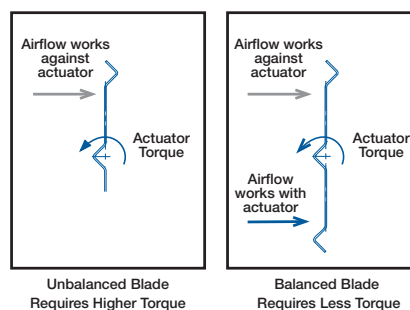 Airflow works
against
actuator
Actuator
Torque
Unbalanced Blade
Requires Higher Torque
Airflow works
against
actuator
Actuator
Torque
Airflow
works with
actuator
Balanced Blade
Requires Less Torque